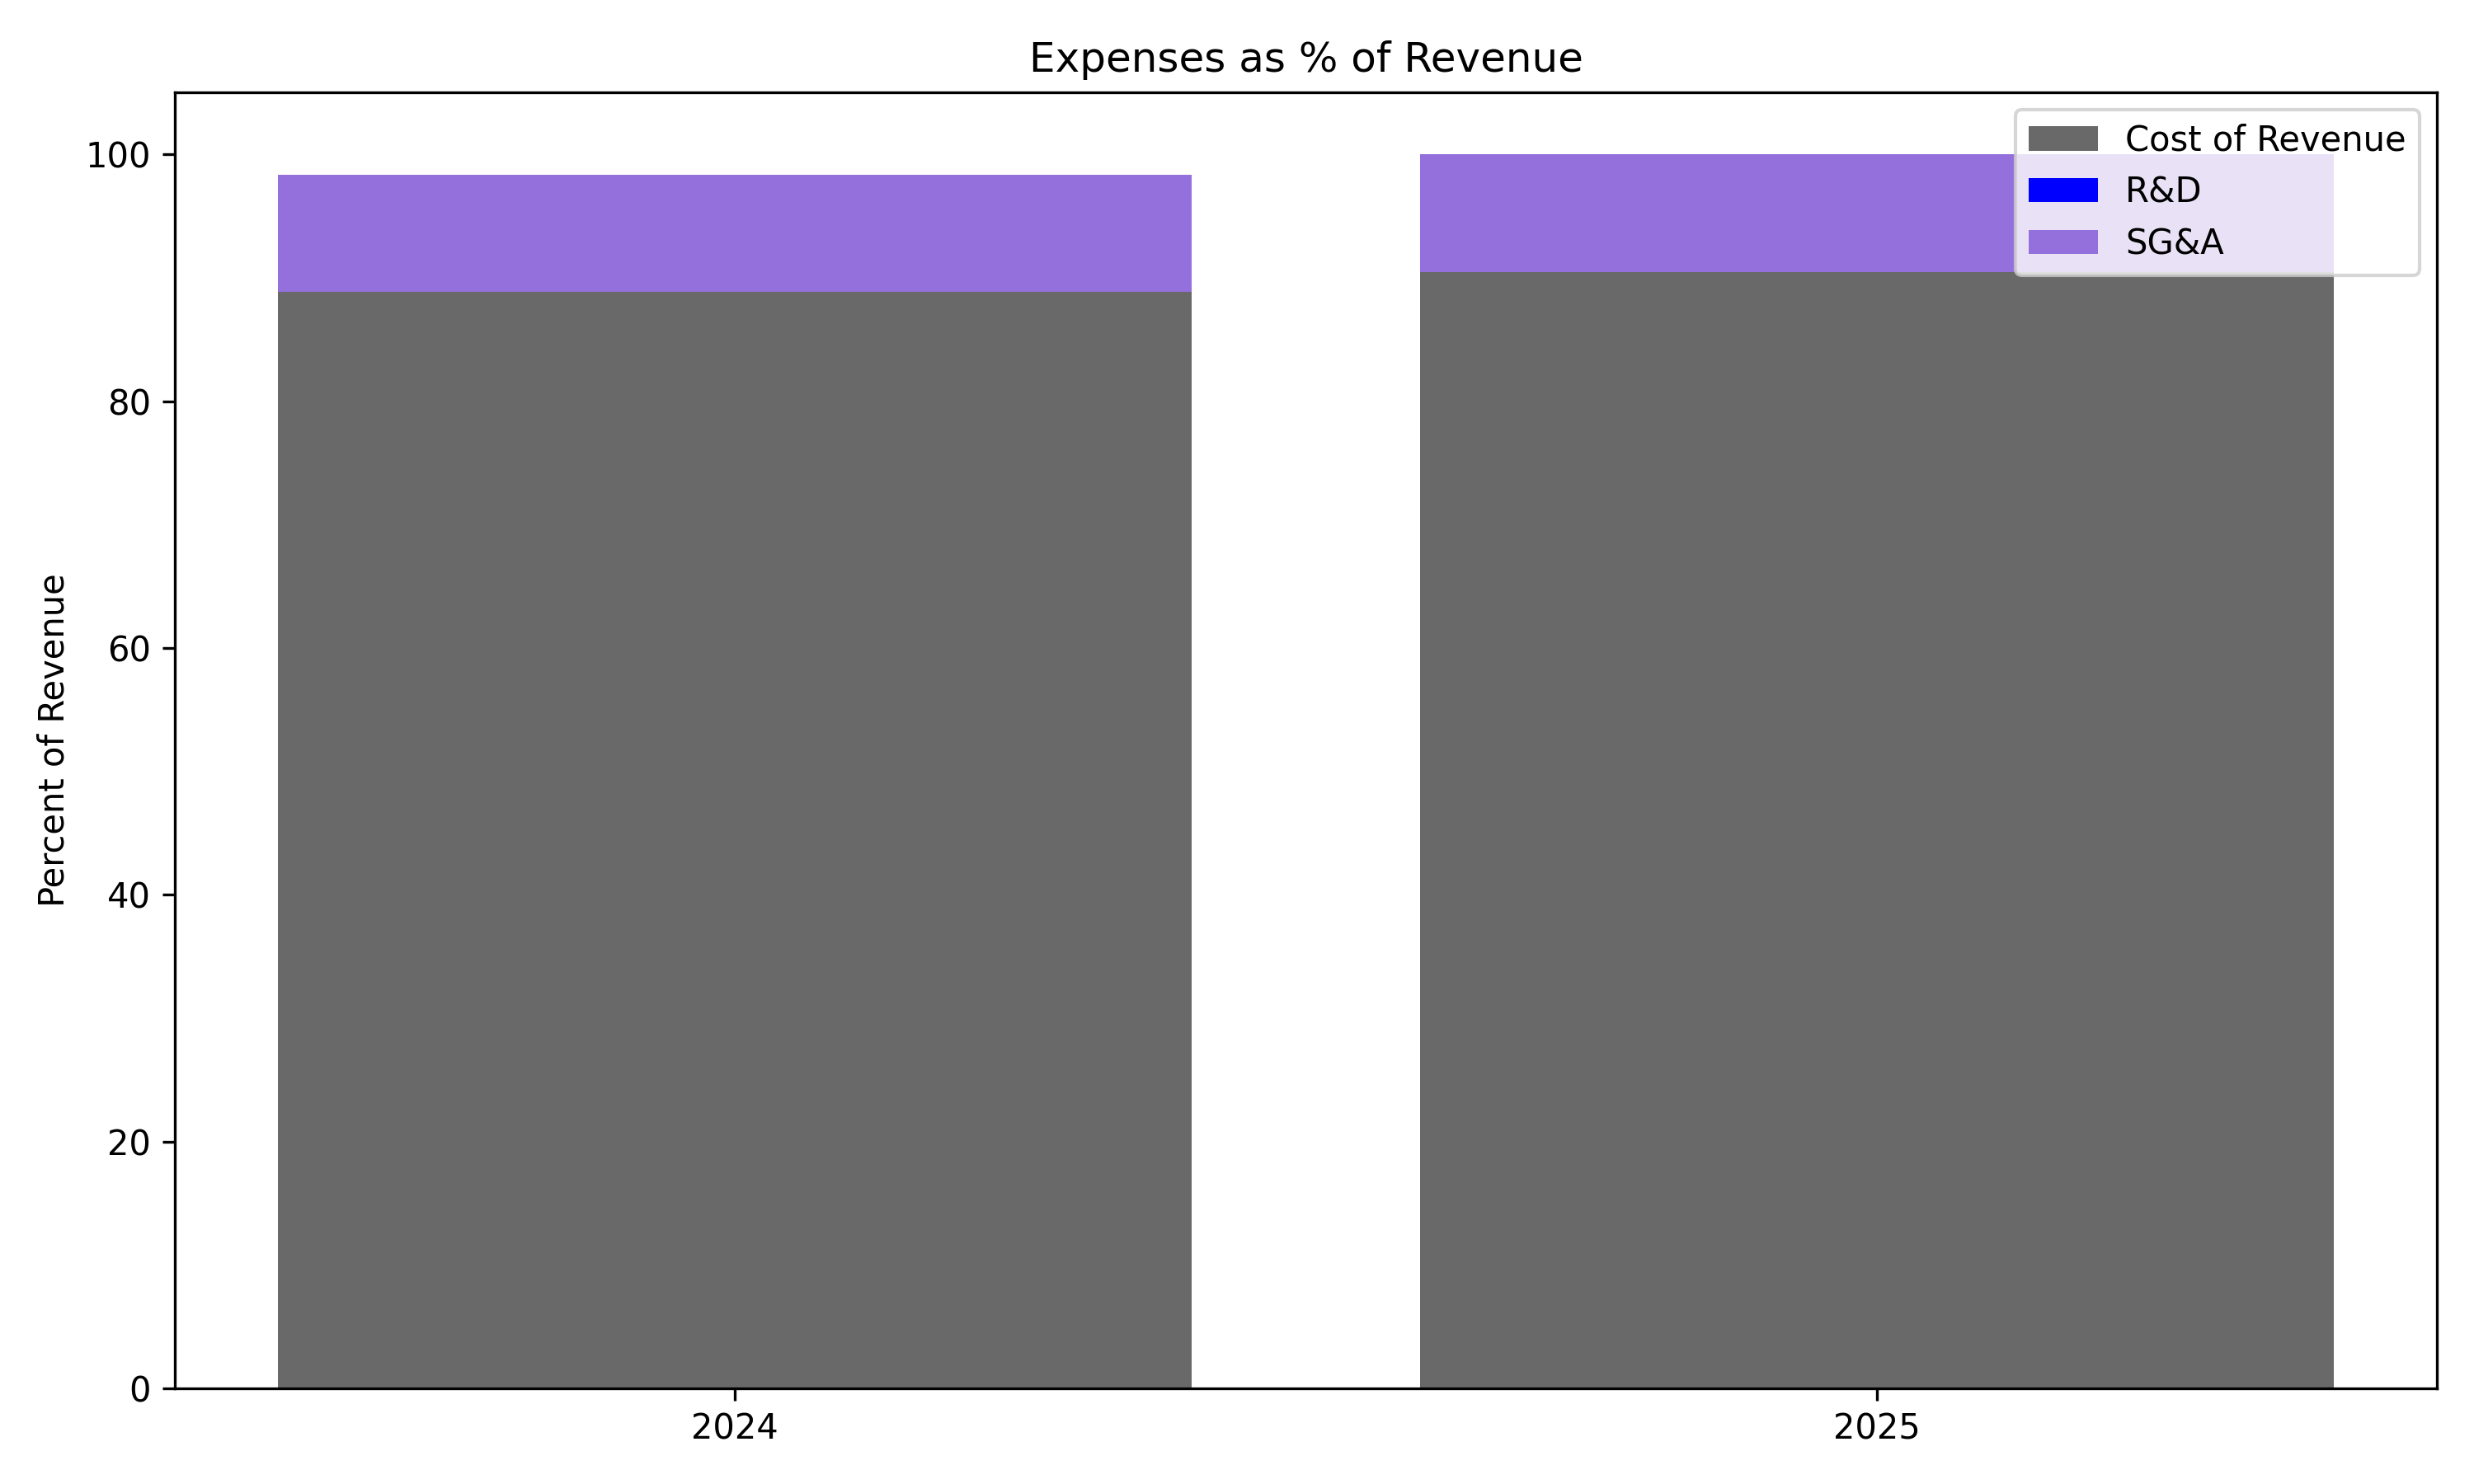 Expenses as % of Revenue
Cost of Revenue
R&D
SG&A
Percent of Revenue
100
80
60
40
20
0
2024
2025